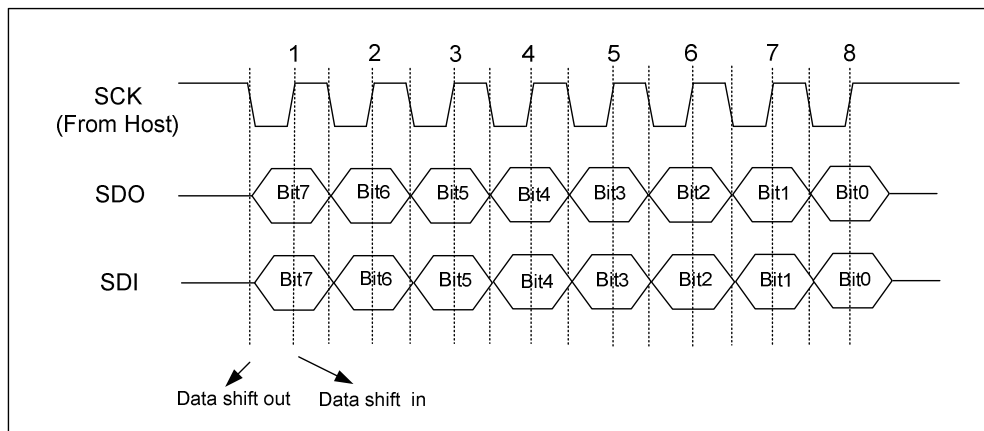 1 2 3 4 5 6 7 8
SCK
(From Host)
SDO Bit7 Bit6 Bit5 Bit4 Bit3 Bit2 Bit1 Bit0
SDI Bit7 Bit6 Bit5 Bit4 Bit3 Bit2 Bit1 Bit0
Data shift out Data shift in